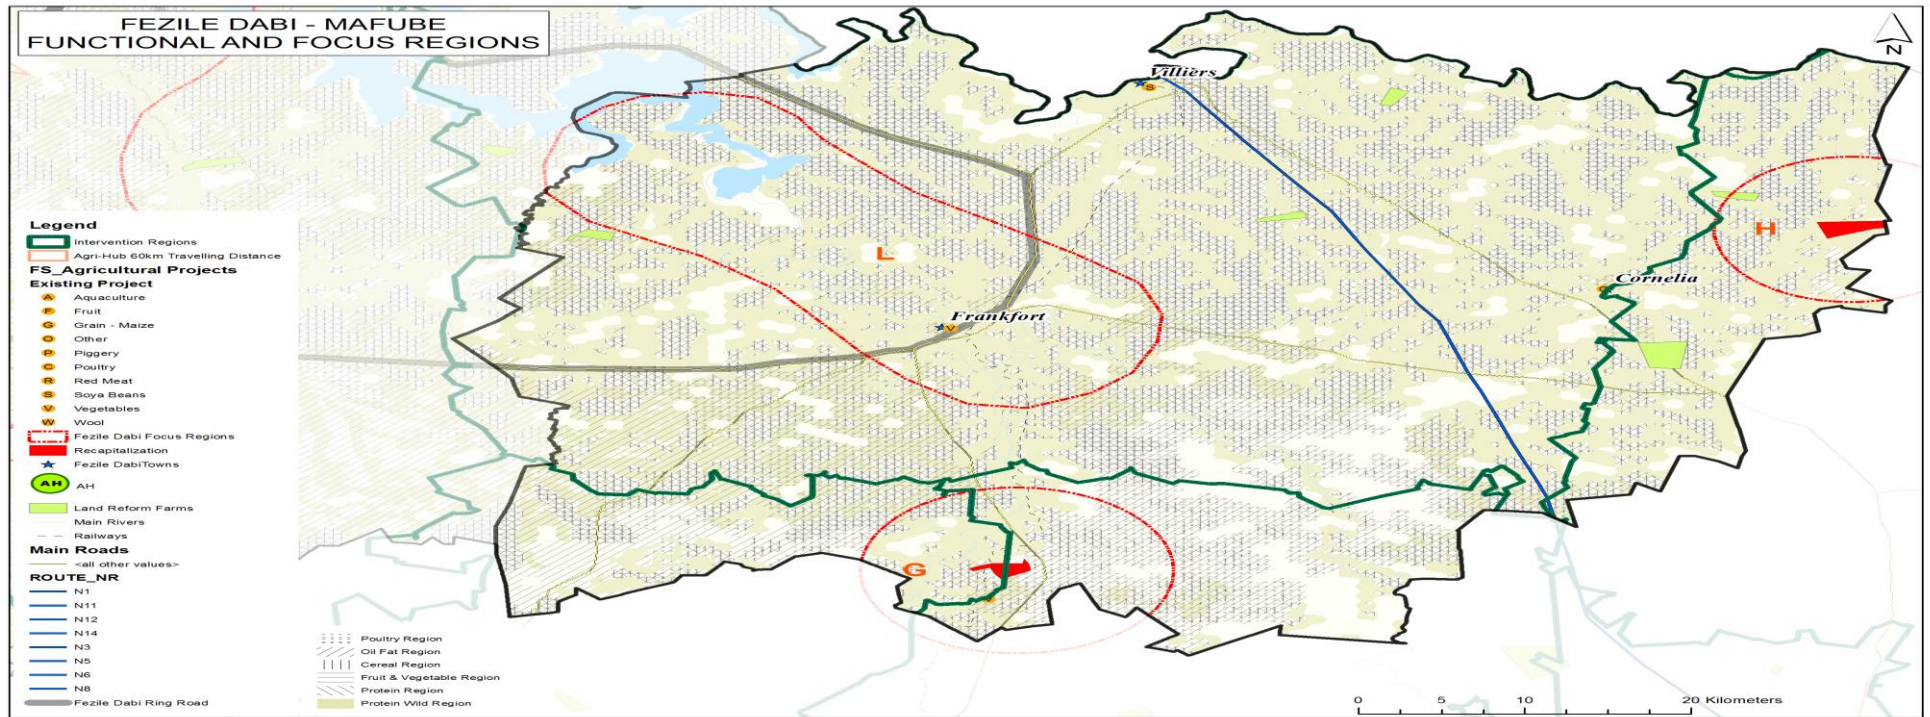 FEZILE DABI - MAFUBE
FUNCTIONAL AND FOCUS REGIONS
N
Villiers
H
L
Cornelia
Frankfort
G
Legend
Intervention Regions
Agri-Hub 60km Travelling Distance
FS_Agricultural Projects
Existing Project
A Aquaculture
F Fruit
G Grain - Maize
O Other
P Piggery
C Poultry
R Red Meat
S Soya Beans
V Vegetables
W Wool
Fezile Dabi Focus Regions
Recapitalization
Fezile DabiTowns
AH AH
Land Reform Farms
Main Rivers
Railways
Main Roads
<all other values>
ROUTE_NR
N1
N11
N12
N14
N3
N5
N6
N8
Fezile Dabi Ring Road
Poultry Region
Oil Fat Region
Cereal Region
Fruit & Vegetable Region
Protein Region
Protein Wild Region
0 5 10 20 Kilometers